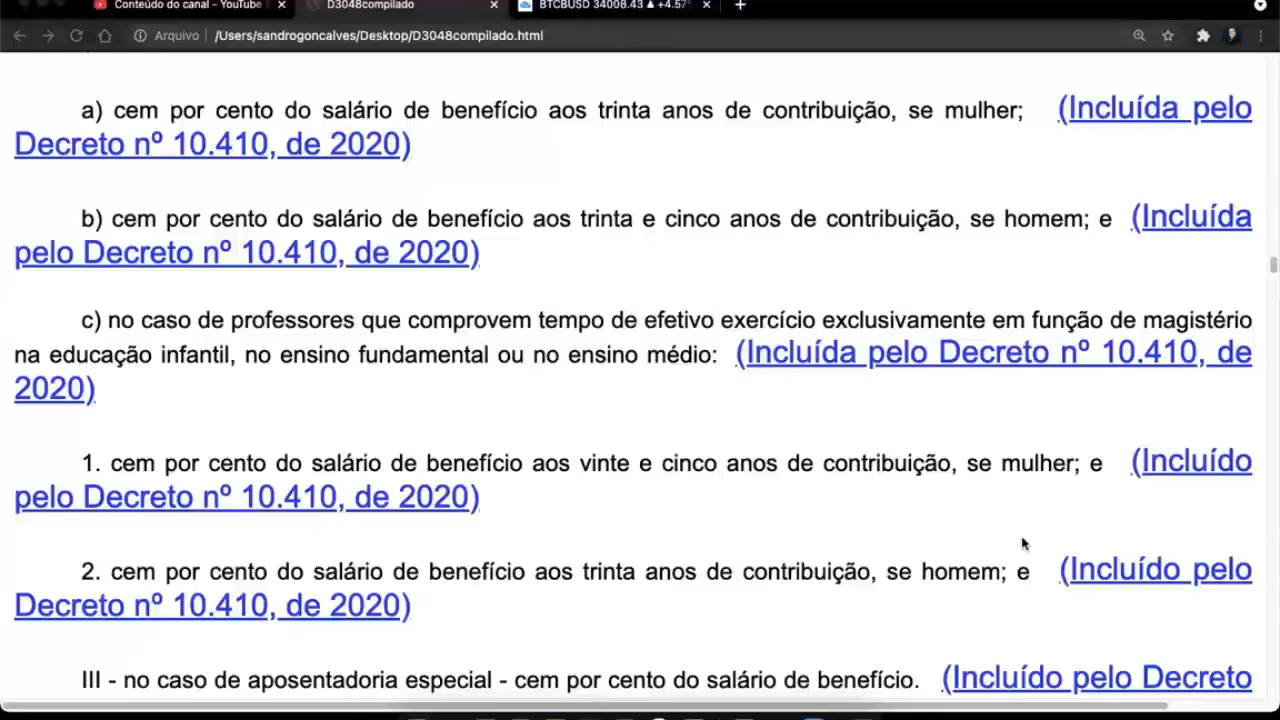 Conteúdo do canal - YouTube
D3048compilado
BTCBUSD 34008.43 ▲ +4.57
Arquivo | /Users/sandrogoncalves/Desktop/D3048compilado.html
a) cem por cento do salário de benefício aos trinta anos de contribuição, se mulher; (Incluída pelo
Decreto nº 10.410, de 2020)
b) cem por cento do salário de benefício aos trinta e cinco anos de contribuição, se homem; e (Incluída
pelo Decreto nº 10.410, de 2020)
c) no caso de professores que comprovem tempo de efetivo exercício exclusivamente em função de magistério
na educação infantil, no ensino fundamental ou no ensino médio: (Incluída pelo Decreto nº 10.410, de
2020)
1. cem por cento do salário de benefício aos vinte e cinco anos de contribuição, se mulher; e (Incluído
pelo Decreto nº 10.410, de 2020)
2. cem por cento do salário de benefício aos trinta anos de contribuição, se homem; e (Incluído pelo
Decreto nº 10.410, de 2020)
III - no caso de aposentadoria especial - cem por cento do salário de benefício. (Incluído pelo Decreto